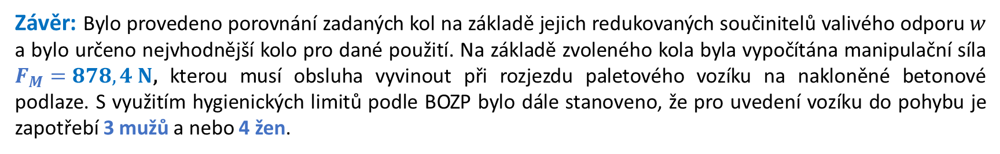 Závěr: Bylo provedeno porovnání zadaných kol na základě jejich redukovaných součinitelů valivého odporu w
a bylo určeno nejvhodnější kolo pro dané použití. Na základě zvoleného kola byla vypočítána manipulační síla
F_M = 878,4 N, kterou musí obsluha vyvinout při rozjezdu paletového vozíku na nakloněné betonové
podlaze. S využitím hygienických limitů podle BOZP bylo dále stanoveno, že pro uvedení vozíku do pohybu je
zapotřebí 3 mužů a nebo 4 žen.